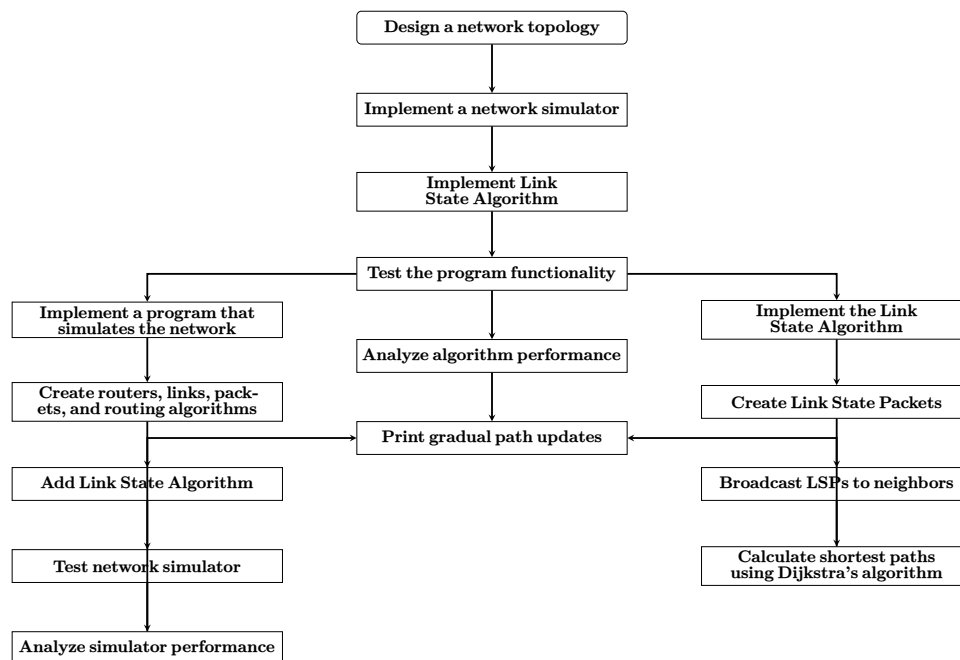 Design a network topology
Implement a network simulator
Implement Link
State Algorithm
Test the program functionality
Implement a program that
simulates the network
Implement the Link
State Algorithm
Analyze algorithm performance
Create routers, links, pack-
ets, and routing algorithms
Create Link State Packets
Print gradual path updates
Add Link State Algorithm
Broadcast LSPs to neighbors
Test network simulator
Calculate shortest paths
using Dijkstra's algorithm
Analyze simulator performance